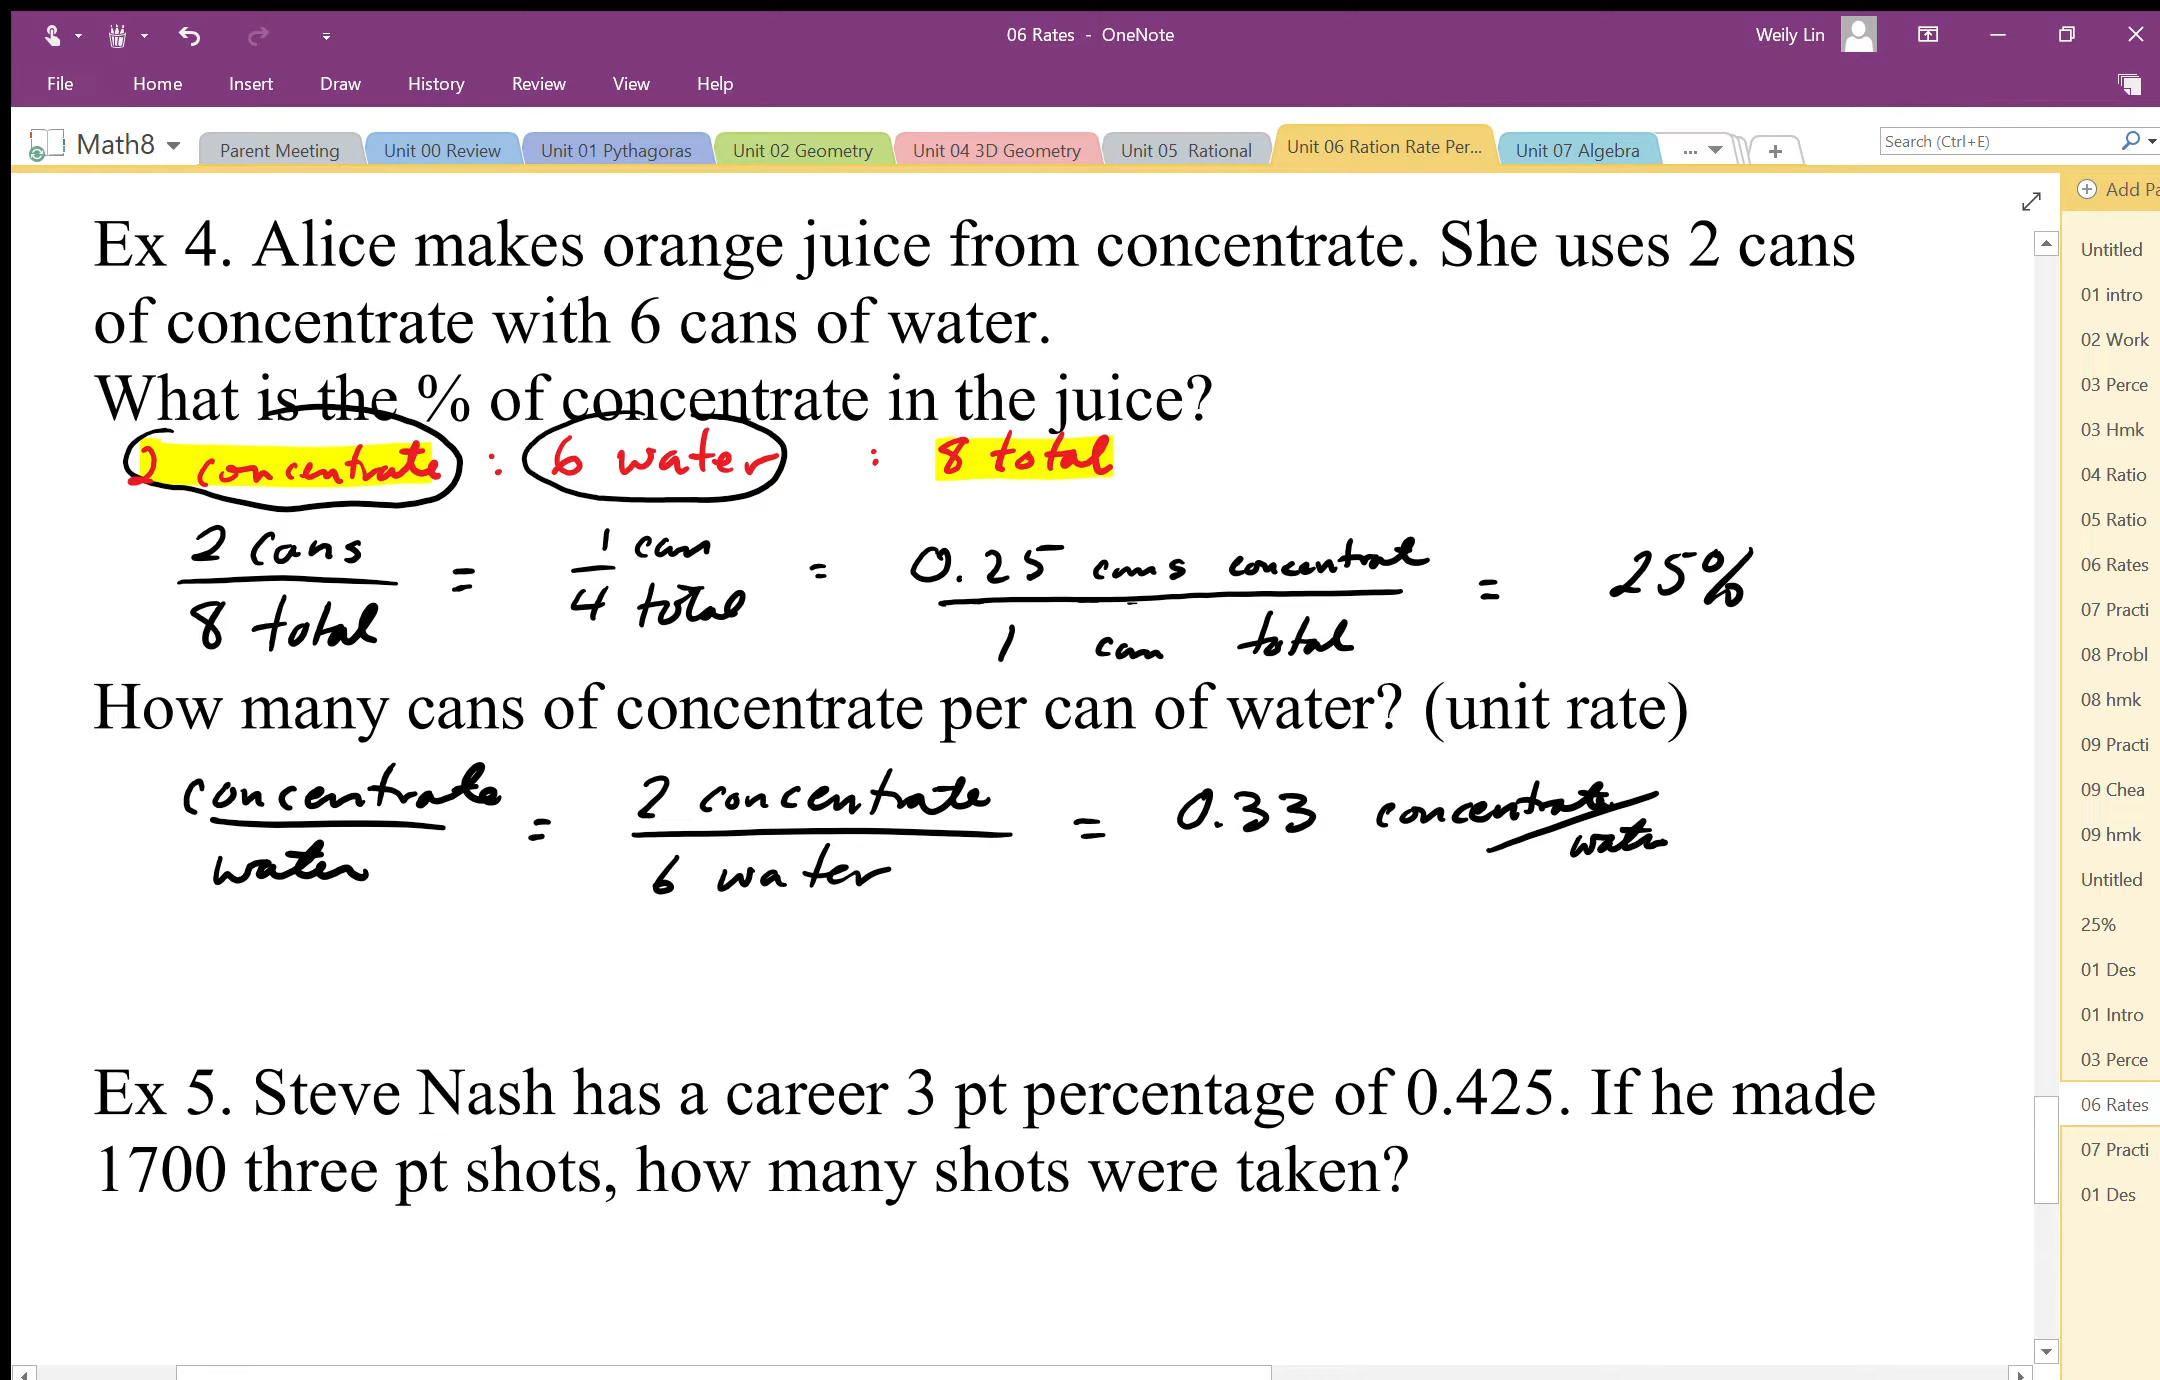 06 Rates - OneNote
Weily Lin
File Home Insert Draw History Review View Help
Math8
Parent Meeting
Unit 00 Review
Unit 01 Pythagoras
Unit 02 Geometry
Unit 04 3D Geometry
Unit 05 Rational
Unit 06 Ration Rate Per...
Unit 07 Algebra
...
+
Search (Ctrl+E)
Ex 4. Alice makes orange juice from concentrate. She uses 2 cans
of concentrate with 6 cans of water.
What is the % of concentrate in the juice?
2 concentrate : 6 water : 8 total
2 cans / 8 total = 1 can / 4 total = 0.25 cans concentrate / 1 can total = 25%
How many cans of concentrate per can of water? (unit rate)
concentrate / water = 2 concentrate / 6 water = 0.33 concentrate / water
Ex 5. Steve Nash has a career 3 pt percentage of 0.425. If he made
1700 three pt shots, how many shots were taken?
Add Pa
Untitled
01 intro
02 Work
03 Perce
03 Hmk
04 Ratio
05 Ratio
06 Rates
07 Practi
08 Probl
08 hmk
09 Practi
09 Chea
09 hmk
Untitled
25%
01 Des
01 Intro
03 Perce
06 Rates
07 Practi
01 Des